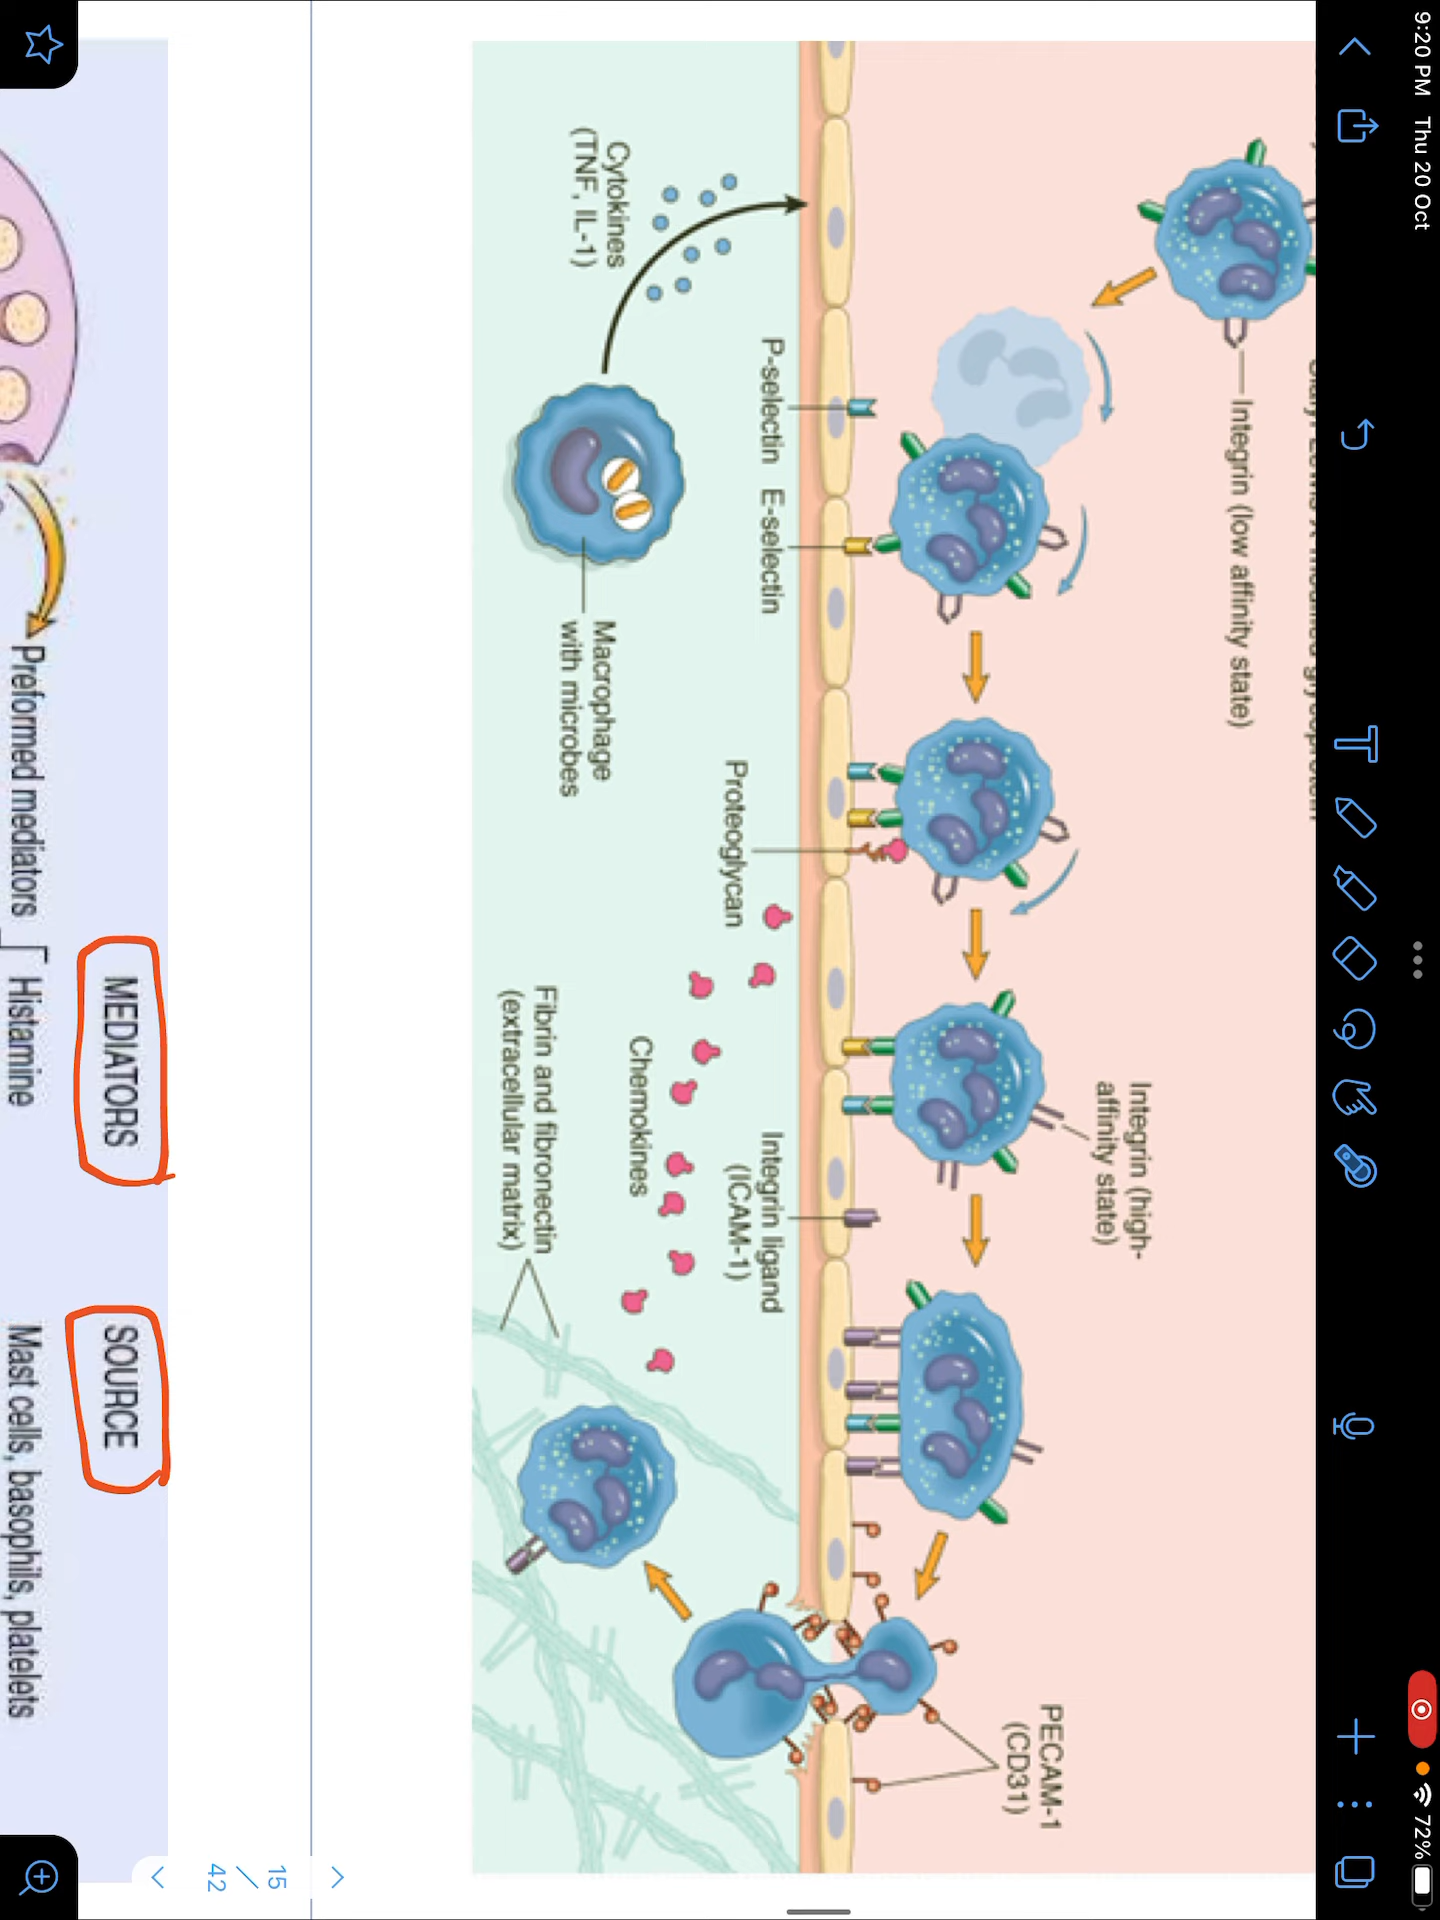 9:20 PM Thu 20 Oct
72%
Integrin (low affinity state)
Integrin (high-
affinity state)
PECAM-1
(CD31)
P-selectin E-selectin
Proteoglycan
Integrin ligand
(ICAM-1)
Cytokines
(TNF, IL-1)
Macrophage
with microbes
Chemokines
Fibrin and fibronectin
(extracellular matrix)
15 / 42
MEDIATORS SOURCE
Preformed mediators Histamine Mast cells, basophils, platelets